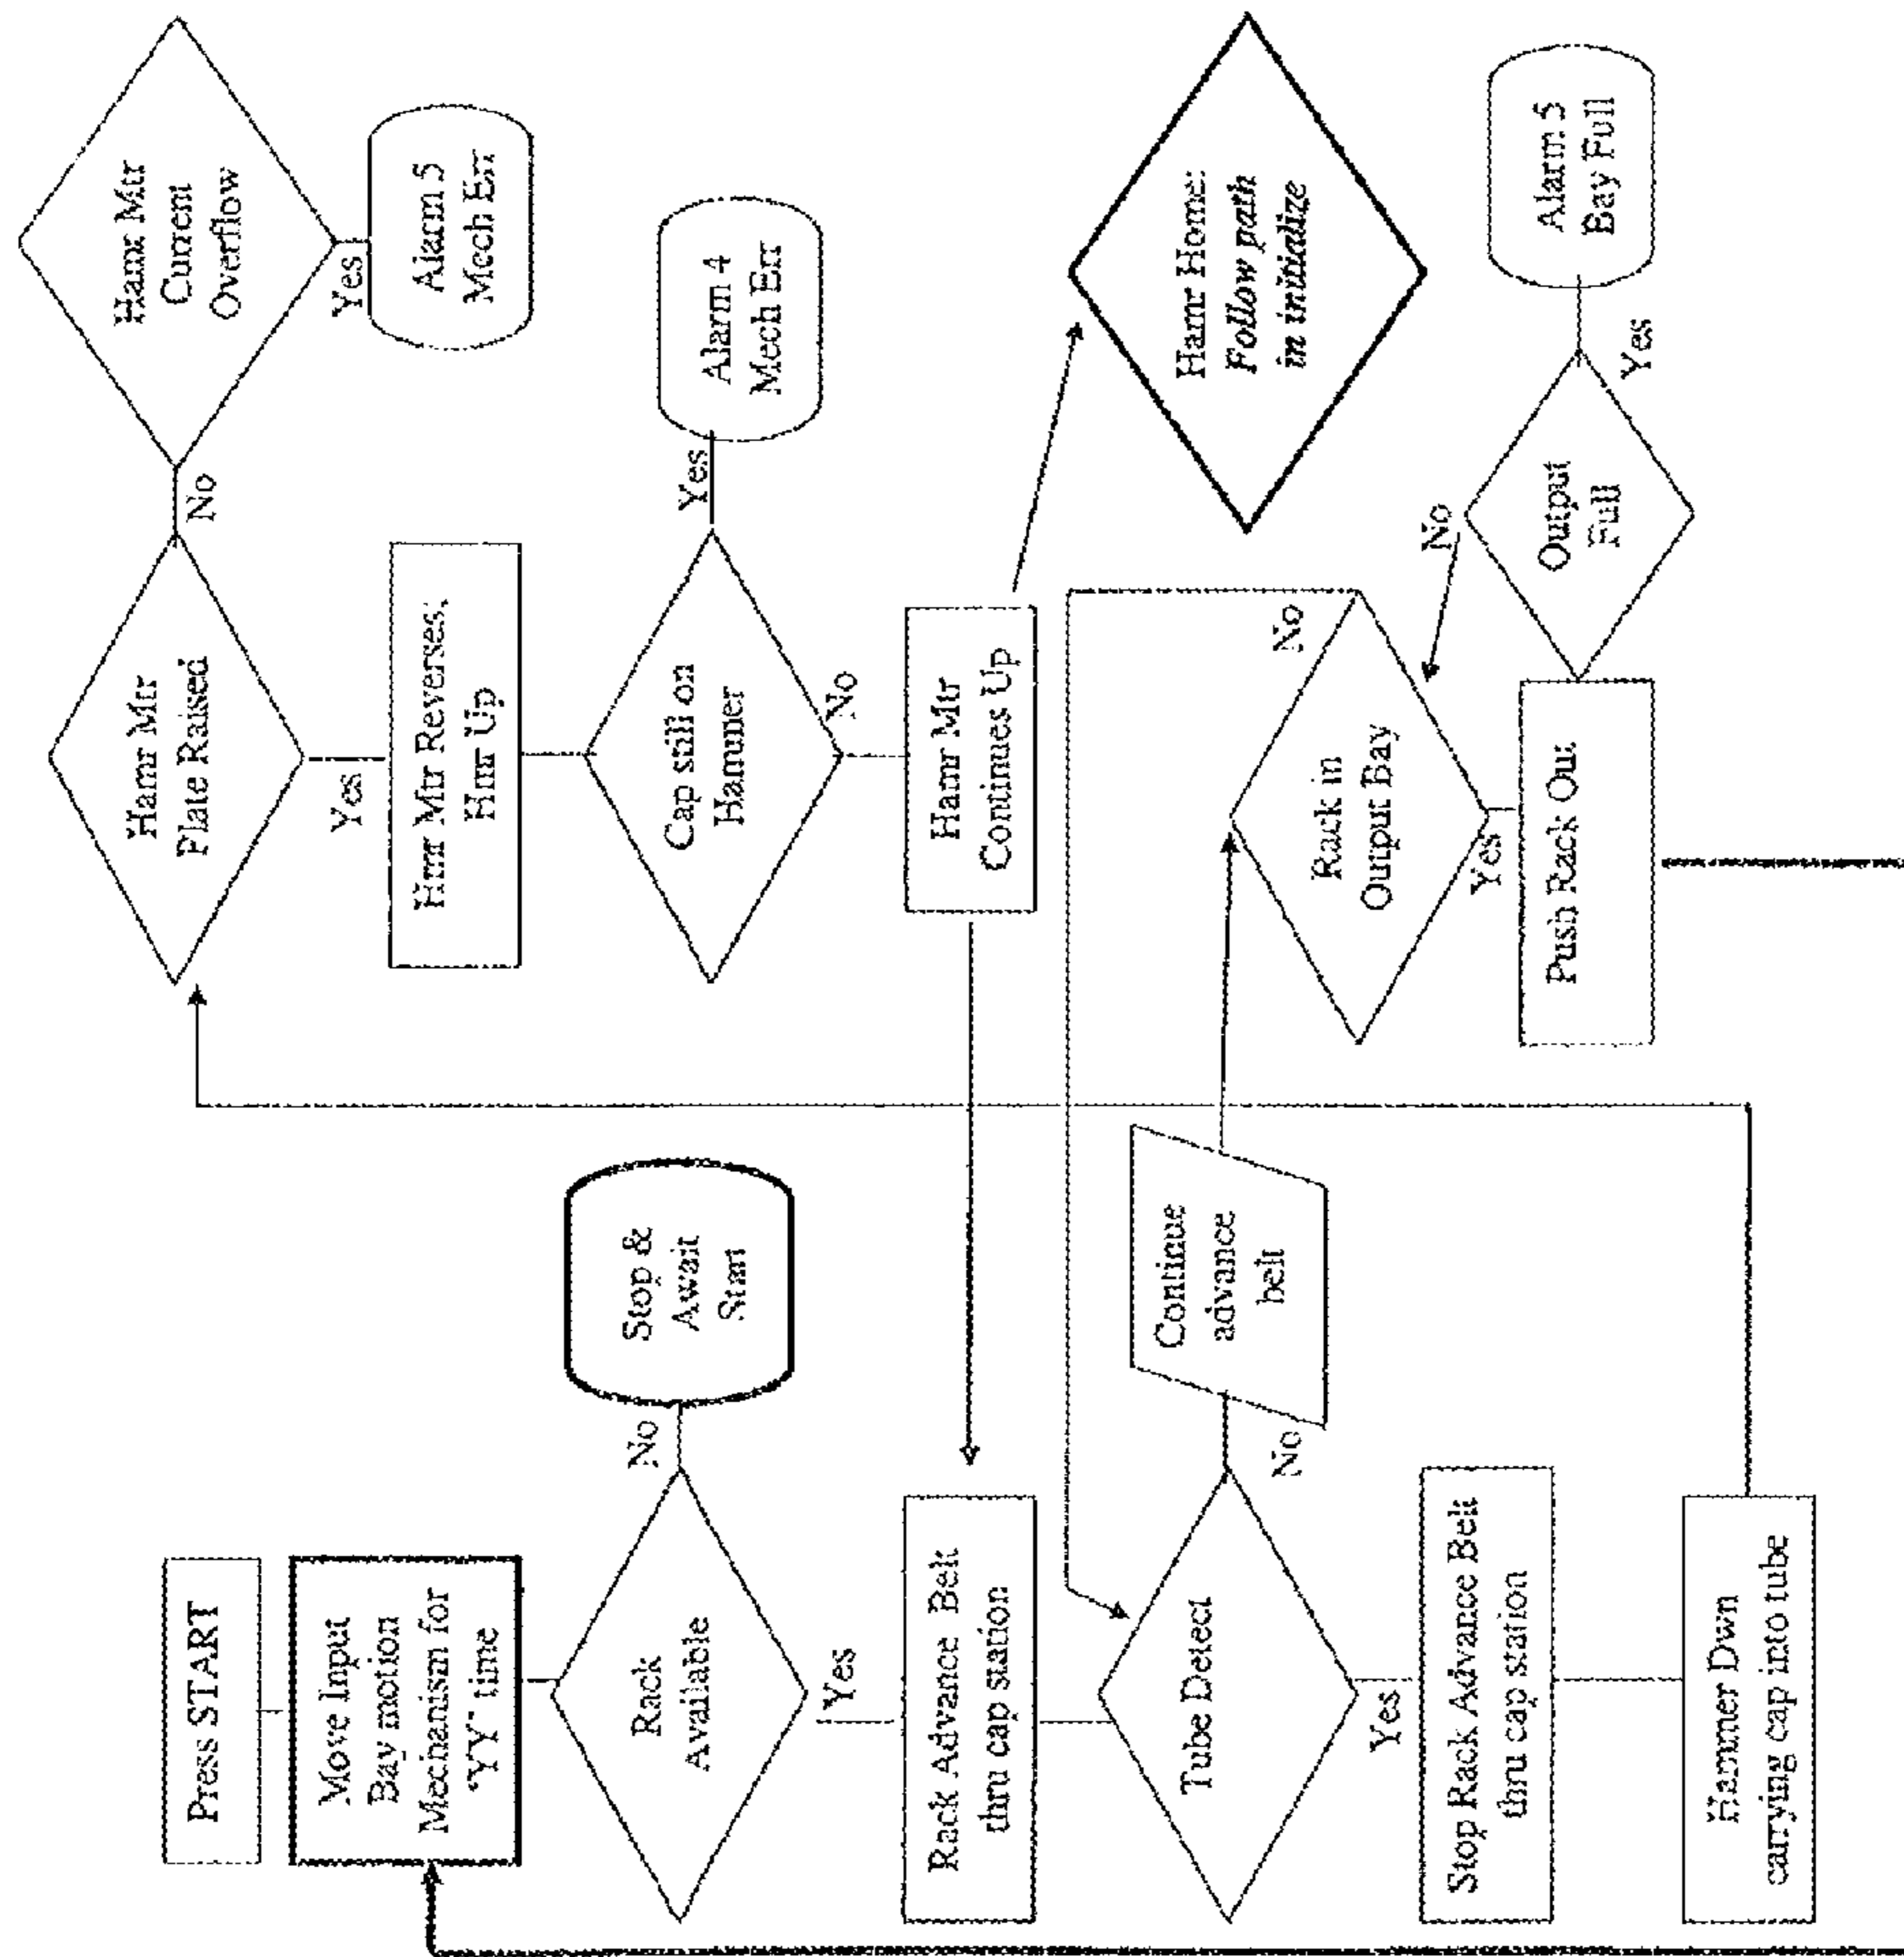 Press START
Move Input
Bay motion
Mechanism for
"YY" time
Rack
Available
No
Stop &
Await
Start
Yes
Rack Advance Belt
thru cap station
Tube Detect
No
Continue
advance
belt
Yes
Stop Rack Advance Belt
thru cap station
Hammer Dwn
carrying cap into tube
Hamr Mtr
Plate Raised
No
Hamr Mtr
Current
Overflow
Yes
Alarm 5
Mech Err
Yes
Hmr Mtr Reverses;
Hmr Up
Cap still on
Hammer
Yes
Alarm 4
Mech Err
No
Hamr Mtr
Continues Up
Hamr Home:
Follow path
in initialize
Rack in
Output Bay
No
Yes
Push Rack Out
Output
Full
No
Yes
Alarm 5
Bay Full